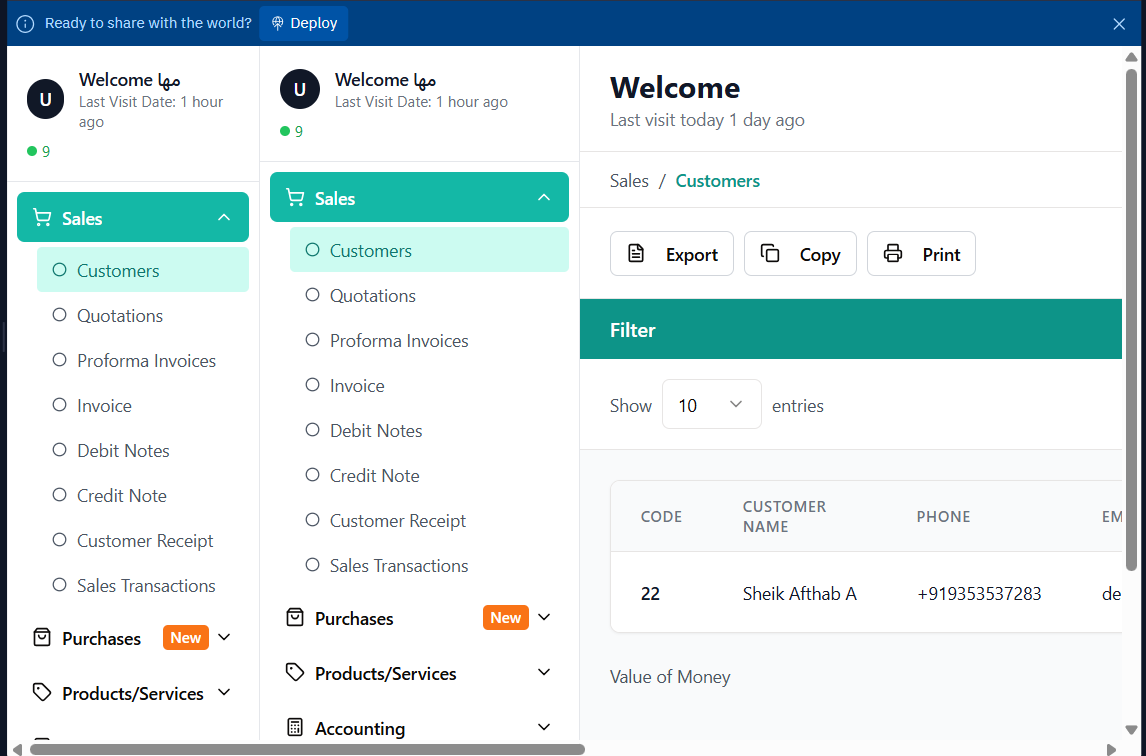 Ready to share with the world? Deploy
U
Welcome مها
Last Visit Date: 1 hour
ago
9
Sales
Customers
Quotations
Proforma Invoices
Invoice
Debit Notes
Credit Note
Customer Receipt
Sales Transactions
Purchases New
Products/Services
U
Welcome مها
Last Visit Date: 1 hour ago
9
Sales
Customers
Quotations
Proforma Invoices
Invoice
Debit Notes
Credit Note
Customer Receipt
Sales Transactions
Purchases New
Products/Services
Accounting
Welcome
Last visit today 1 day ago
Sales / Customers
Export Copy Print
Filter
Show 10 entries
CODE CUSTOMER NAME PHONE EM
22 Sheik Afthab A +919353537283 de
Value of Money